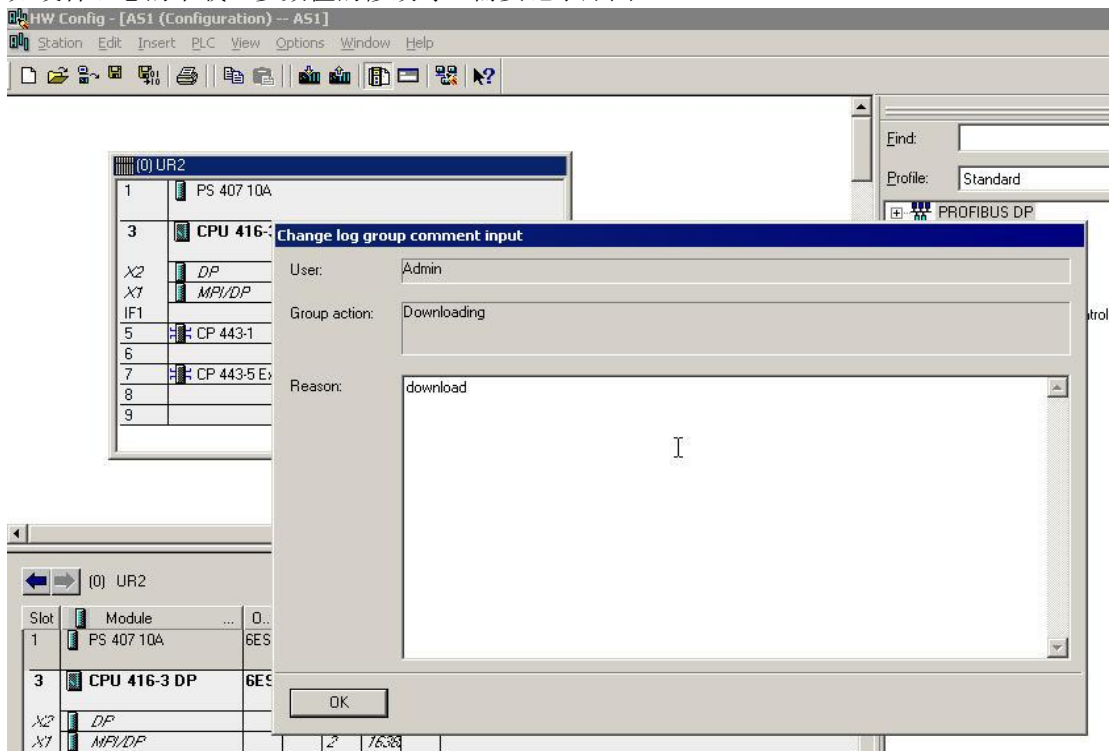 HW Config - [AS1 (Configuration) -- AS1]
Station Edit Insert PLC View Options Window Help
Find:
Profile: Standard
PROFIBUS DP
(0) UR2
1 PS 407 10A
3 CPU 416-
X2 DP
X1 MPI/DP
IF1
5 CP 443-1
6
7 CP 443-5 Ex
8
9
Change log group comment input
User: Admin
Group action: Downloading
Reason: download
OK
ntrol
(0) UR2
Slot Module ... O...
1 PS 407 10A 6ES
3 CPU 416-3 DP 6ES
X2 DP
X1 MPI/DP 2 1638